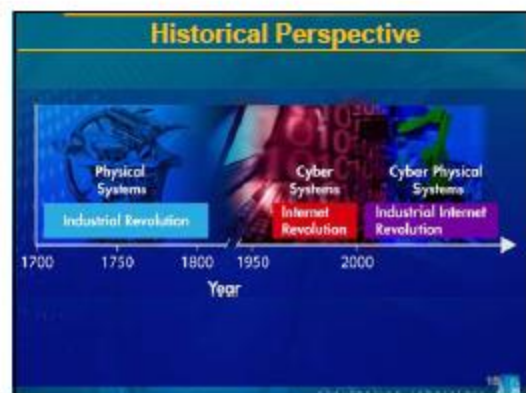 Historical Perspective
Physical
Systems
Cyber
Systems
Cyber Physical
Systems
Industrial Revolution
Internet
Revolution
Industrial Internet
Revolution
1700 1750 1800 1950 2000
Year